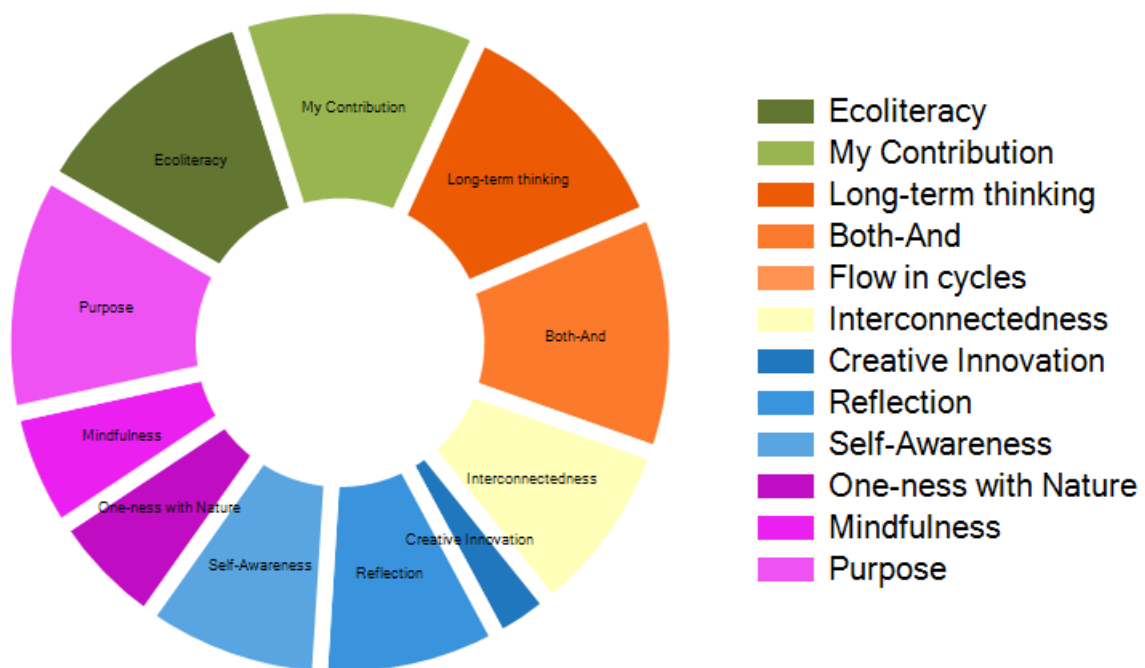 My Contribution
Ecoliteracy
Long-term thinking
Purpose
Both-And
Mindfulness
Interconnectedness
One-ness with Nature
Creative Innovation
Self-Awareness
Reflection
Ecoliteracy
My Contribution
Long-term thinking
Both-And
Flow in cycles
Interconnectedness
Creative Innovation
Reflection
Self-Awareness
One-ness with Nature
Mindfulness
Purpose